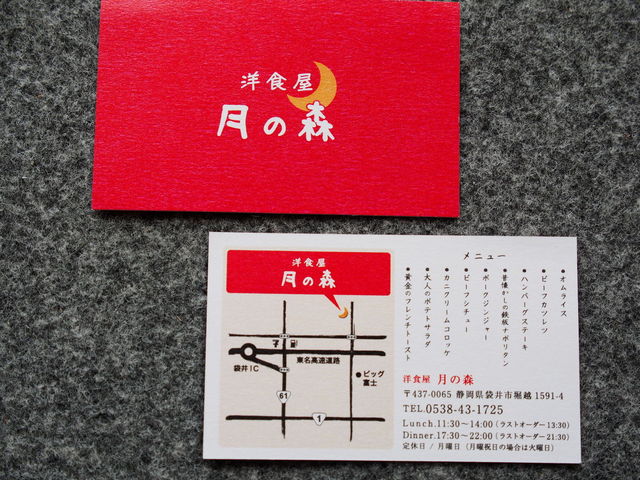 洋食屋
月の森
洋食屋
月の森
東名高速道路
袋井IC
ビッグ
富士
61
1
メニュー
●オムライス
●ビーフカツレツ
●ハンバーグステーキ
●昔懐かしの鉄板ナポリタン
●ポークジンジャー
●ビーフシチュー
●カニクリームコロッケ
●大人のポテトサラダ
●黄金のフレンチトースト
洋食屋 月の森
〒437-0065 静岡県袋井市堀越1591-4
TEL.0538-43-1725
Lunch.11:30〜14:00(ラストオーダー13:30)
Dinner.17:30〜22:00(ラストオーダー21:30)
定休日 / 月曜日(月曜祝日の場合は火曜日)